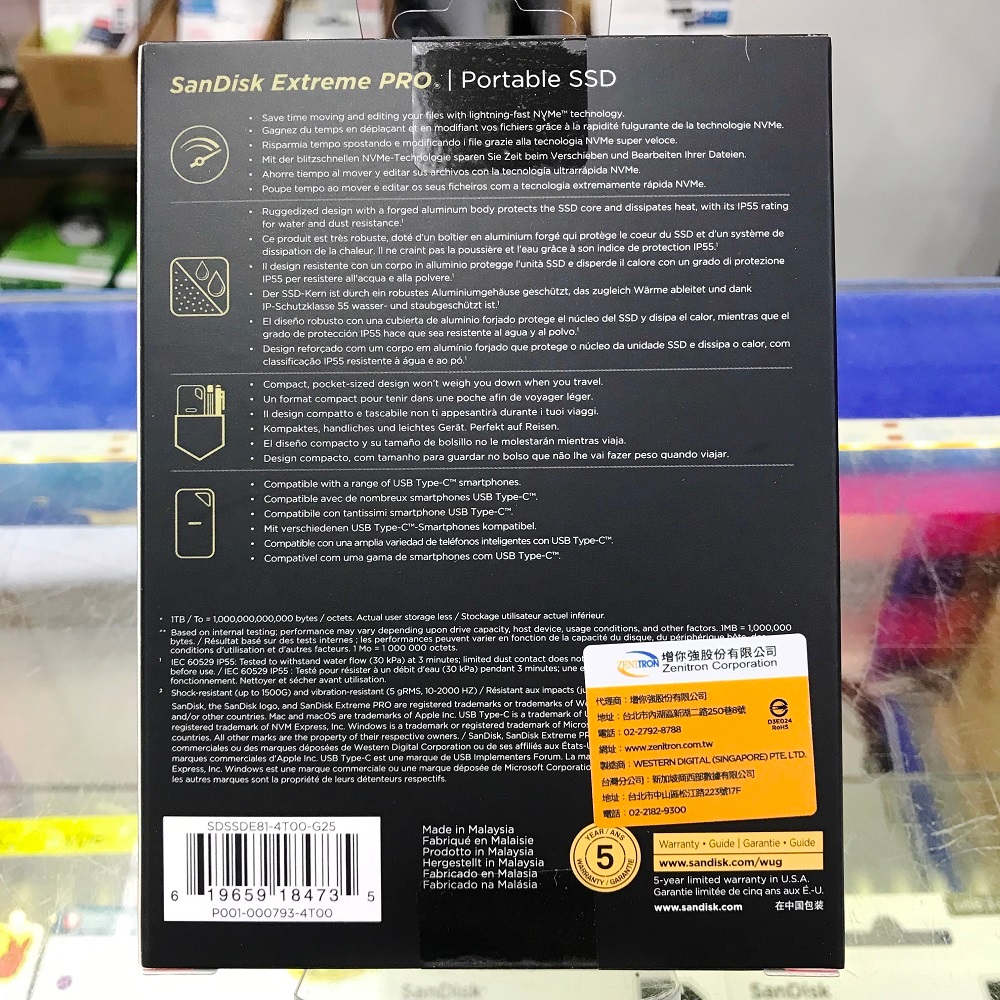 SanDisk Extreme PRO® | Portable SSD
• Save time moving and editing your files with lightning-fast NVMe™ technology.
• Gagnez du temps en déplaçant et en modifiant vos fichiers grâce à la rapidité fulgurante de la technologie NVMe.
• Risparmia tempo spostando e modificando i file grazie alla tecnologia NVMe super veloce.
• Mit der blitzschnellen NVMe-Technologie sparen Sie Zeit beim Verschieben und Bearbeiten Ihrer Dateien.
• Ahorre tiempo al mover y editar sus archivos con la tecnología ultrarrápida NVMe.
• Poupe tempo ao mover e editar os seus ficheiros com a tecnologia extremamente rápida NVMe.
• Ruggedized design with a forged aluminum body protects the SSD core and dissipates heat, with its IP55 rating
for water and dust resistance.¹
• Ce produit est très robuste, doté d'un boîtier en aluminium forgé qui protège le coeur du SSD et d'un système de
dissipation de la chaleur. Il ne craint pas la poussière et l'eau grâce à son indice de protection IP55.¹
• Il design resistente con un corpo in alluminio protegge l'unità SSD e disperde il calore con un grado di protezione
IP55 per resistere all'acqua e alla polvere.¹
• Der SSD-Kern ist durch ein robustes Aluminiumgehäuse geschützt, das zugleich Wärme ableitet und dank
IP-Schutzklasse 55 wasser- und staubgeschützt ist.¹
• El diseño robusto con una cubierta de aluminio forjado protege el núcleo del SSD y disipa el calor, mientras que el
grado de protección IP55 hace que sea resistente al agua y al polvo.¹
• Design reforçado com um corpo em alumínio forjado que protege o núcleo da unidade SSD e dissipa o calor, com
classificação IP55 resistente à água e ao pó.¹
• Compact, pocket-sized design won't weigh you down when you travel.
• Un format compact pour tenir dans une poche afin de voyager léger.
• Il design compatto e tascabile non ti appesantirà durante i tuoi viaggi.
• Kompaktes, handliches und leichtes Gerät. Perfekt auf Reisen.
• El diseño compacto y su tamaño de bolsillo no le molestarán mientras viaja.
• Design compacto, com tamanho para guardar no bolso que não lhe vai fazer peso quando viajar.
• Compatible with a range of USB Type-C™ smartphones.
• Compatible avec de nombreux smartphones USB Type-C™.
• Compatibile con tantissimi smartphone USB Type-C™.
• Mit verschiedenen USB Type-C™-Smartphones kompatibel.
• Compatible con una amplia variedad de teléfonos inteligentes con USB Type-C™.
• Compatível com uma gama de smartphones com USB Type-C™.
* 1TB / To = 1,000,000,000,000 bytes / octets. Actual user storage less / Stockage utilisateur actuel inférieur.
** Based on internal testing; performance may vary depending upon drive capacity, host device, usage conditions, and other factors. 1MB = 1,000,000
bytes. / Résultat basé sur des tests internes ; les performances peuvent varier en fonction de la capacité du disque, du périphérique hôte, des
conditions d'utilisation et d'autres facteurs. 1 Mo = 1 000 000 octets.
¹ IEC 60529 IP55: Tested to withstand water flow (30 kPa) at 3 minutes; limited dust contact does not
before use. / IEC 60529 IP55 : Testé pour résister à un débit d'eau (30 kPa) pendant 3 minutes; une e
fonctionnement. Nettoyer et sécher avant utilisation.
² Shock-resistant (up to 1500G) and vibration-resistant (5 gRMS, 10-2000 HZ) / Résistant aux impacts (ju
SanDisk, the SanDisk logo, and SanDisk Extreme PRO are registered trademarks or trademarks of We
and/or other countries. Mac and macOS are trademarks of Apple Inc. USB Type-C is a trademark of U
registered trademark of NVM Express, Inc. Windows is a trademark or registered trademark of Micros
countries. All other marks are the property of their respective owners. / SanDisk, SanDisk Extreme PR
commerciales ou des marques déposées de Western Digital Corporation ou de ses affiliés aux États-U
marques commerciales d'Apple Inc. USB Type-C est une marque de USB Implementers Forum. La ma
Express, Inc. Windows est une marque commerciale ou une marque déposée de Microsoft Corporatio
les autres marques sont la propriété de leurs détenteurs respectifs.
ZENITRON 增你強股份有限公司
Zenitron Corporation
代理商：增你強股份有限公司
地址：台北市內湖區新湖二路250巷8號
電話：02-2792-8788
網址：www.zenitron.com.tw
製造商：WESTERN DIGITAL (SINGAPORE) PTE. LTD.
台灣分公司：新加坡商西部數據有限公司
地址：台北市中山區松江路223號17F
電話：02-2182-9300
D3E024
RoHS
SDSSDE81-4T00-G25
6 19659 18473 5
P001-000793-4T00
Made in Malaysia
Fabriqué en Malaisie
Prodotto in Malaysia
Hergestellt in Malaysia
Fabricado en Malasia
Fabricado na Malásia
YEAR / ANS
5
WARRANTY / GARANTIE
Warranty • Guide | Garantie • Guide
www.sandisk.com/wug
5-year limited warranty in U.S.A.
Garantie limitée de cinq ans aux É.-U.
www.sandisk.com
在中国包装
SanDisk
SanDisk